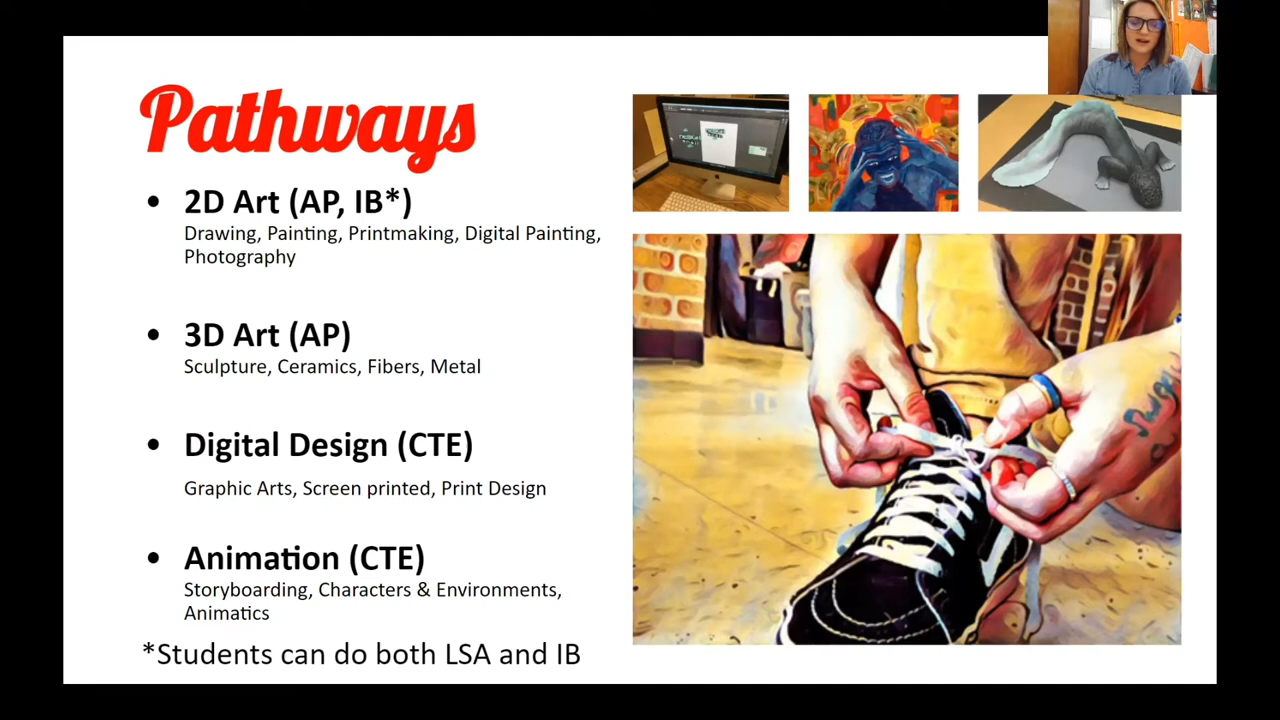 Pathways
• 2D Art (AP, IB*)
Drawing, Painting, Printmaking, Digital Painting,
Photography
• 3D Art (AP)
Sculpture, Ceramics, Fibers, Metal
• Digital Design (CTE)
Graphic Arts, Screen printed, Print Design
• Animation (CTE)
Storyboarding, Characters & Environments,
Animatics
*Students can do both LSA and IB